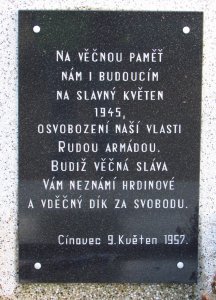 Na věčnou paměť
nám i budoucím
na slavný květen
1945,
osvobození naší vlasti
Rudou armádou.
Budiž věčná sláva
Vám neznámí hrdinové
a vděčný dík za svobodu.
Cínovec 9. Květen 1957.